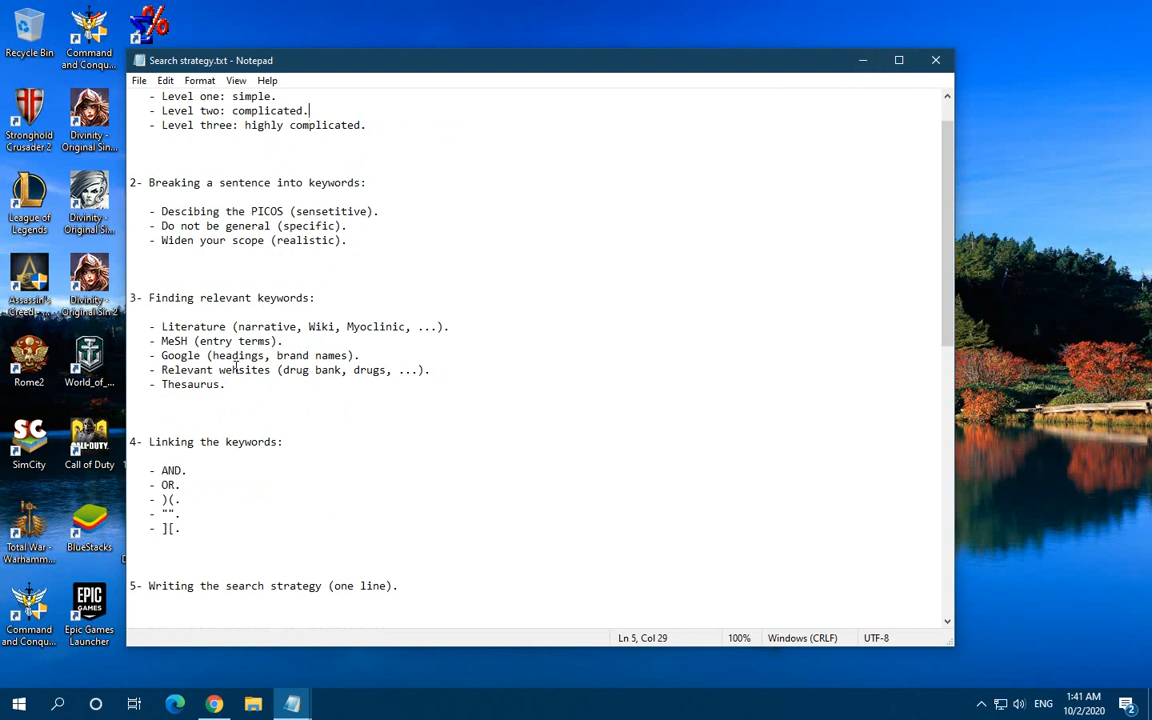 Recycle Bin
Command and Conqu...
%
Stronghold Crusader 2
Divinity - Original Sin...
League of Legends
Divinity - Original Si...
Assassin's Creed - ...
Divinity - Original Sin 2
Rome2
World_of_...
SimCity
Call of Duty
Total War - Warhamm...
BlueStacks
Command and Conqu...
Epic Games Launcher
EPIC GAMES
Search strategy.txt - Notepad
File Edit Format View Help
- Level one: simple.
- Level two: complicated.
- Level three: highly complicated.
2- Breaking a sentence into keywords:
- Descibing the PICOS (sensetitive).
- Do not be general (specific).
- Widen your scope (realistic).
3- Finding relevant keywords:
- Literature (narrative, Wiki, Myoclinic, ...).
- MeSH (entry terms).
- Google (headings, brand names).
- Relevant websites (drug bank, drugs, ...).
- Thesaurus.
4- Linking the keywords:
- AND.
- OR.
- )(.
- "".
- ][.
5- Writing the search strategy (one line).
Ln 5, Col 29 100% Windows (CRLF) UTF-8
ENG
1:41 AM
10/2/2020
2